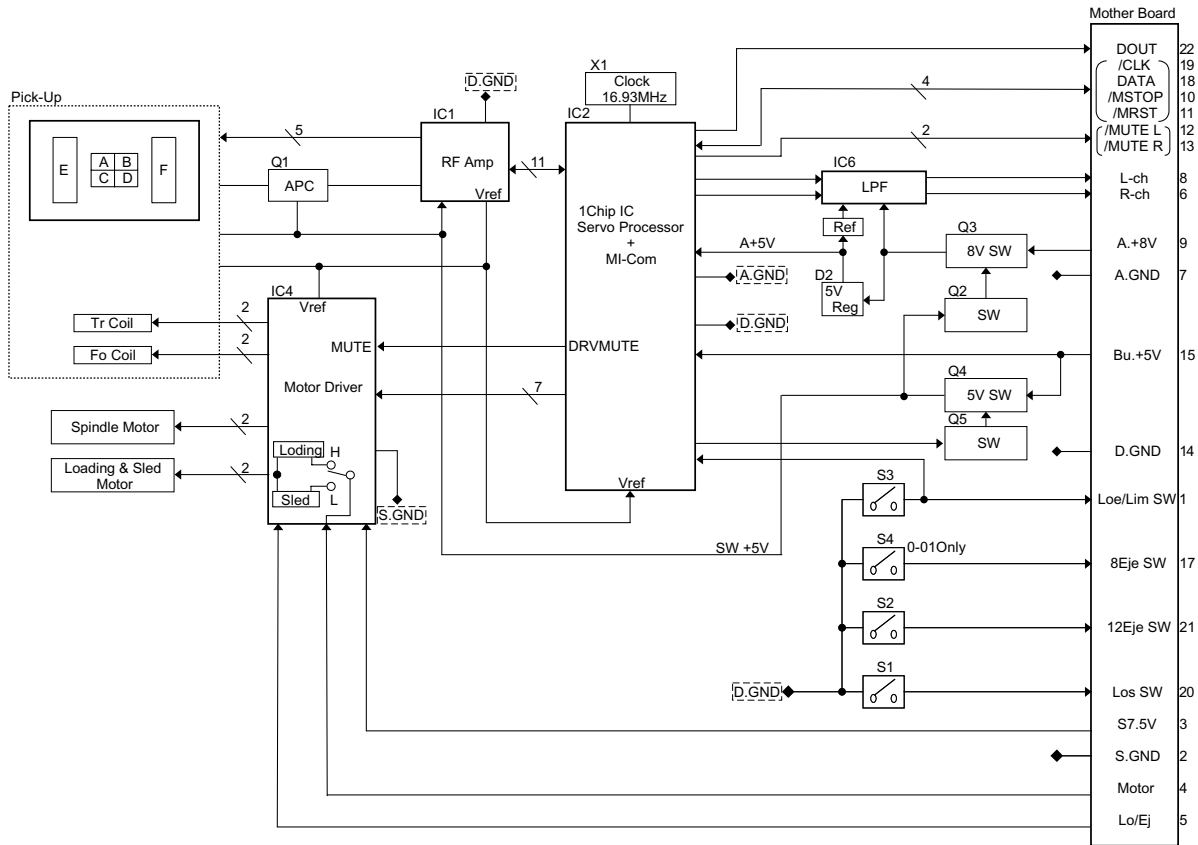 Mother Board
DOUT 22
/CLK 19
DATA 18
/MSTOP 10
/MRST 11
/MUTE L 12
/MUTE R 13
L-ch 8
R-ch 6
A.+8V 9
A.GND 7
Bu.+5V 15
D.GND 14
Loe/Lim SW 1
8Eje SW 17
12Eje SW 21
Los SW 20
S7.5V 3
S.GND 2
Motor 4
Lo/Ej 5
Pick-Up
E
A B
C D
F
Tr Coil
Fo Coil
Spindle Motor
Loading & Sled
Motor
5
Q1
APC
2
2
2
2
D.GND
IC1
RF Amp
Vref
11
IC4
Vref
MUTE
Motor Driver
Loding
H
Sled
L
S.GND
X1
Clock
16.93MHz
IC2
1Chip IC
Servo Processor
+
MI-Com
DRVMUTE
Vref
7
4
2
IC6
LPF
Ref
A+5V
D2
5V
Reg
A.GND
D.GND
Q3
8V SW
Q2
SW
Q4
5V SW
Q5
SW
SW +5V
S3
S4
0-01Only
S2
S1
D.GND